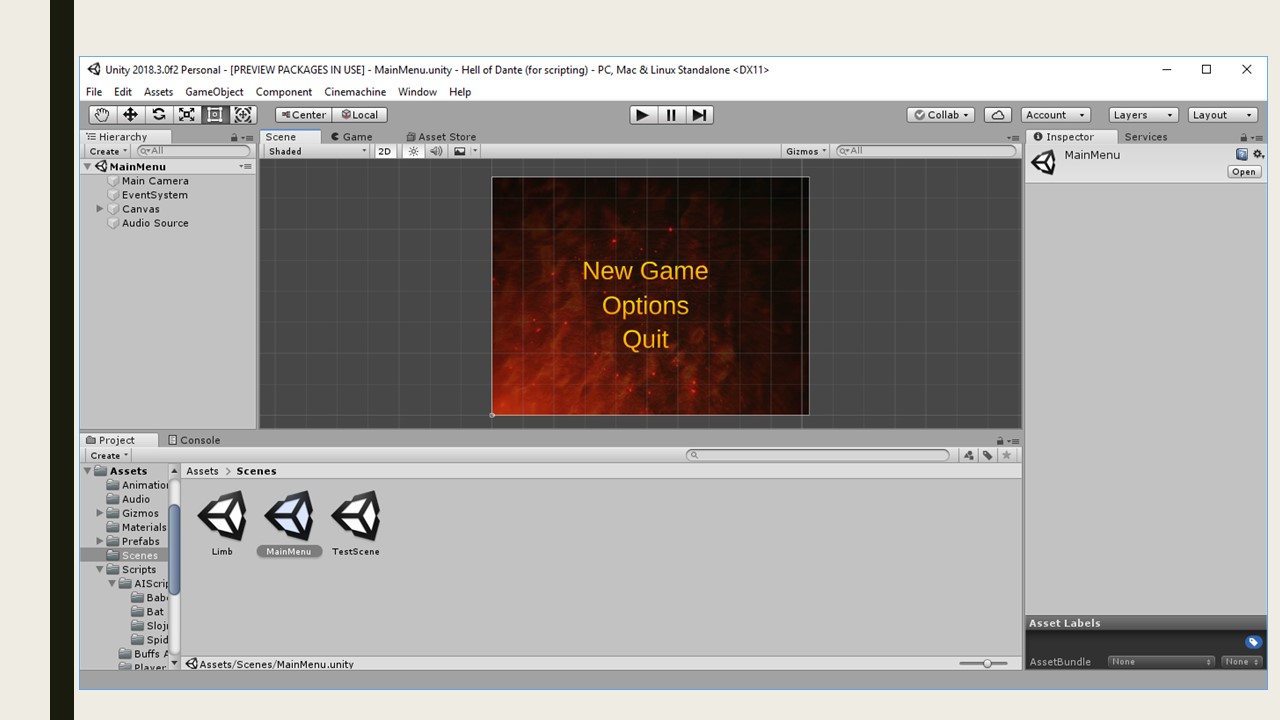 Unity 2018.3.0f2 Personal - [PREVIEW PACKAGES IN USE] - MainMenu.unity - Hell of Dante (for scripting) - PC, Mac & Linux Standalone <DX11>
File Edit Assets GameObject Component Cinemachine Window Help
Center Local Collab Account Layers Layout
Hierarchy
Create All
MainMenu
Main Camera
EventSystem
Canvas
Audio Source
Scene Game Asset Store
Shaded 2D Gizmos All
New Game
Options
Quit
Inspector Services
MainMenu
Open
Project Console
Create
Assets
Animation
Audio
Gizmos
Materials
Prefabs
Scenes
Scripts
AIScrip
Bab
Bat
Sloj
Spid
Buffs A
Player
Assets > Scenes
Limb MainMenu TestScene
Assets/Scenes/MainMenu.unity
Asset Labels
AssetBundle None None